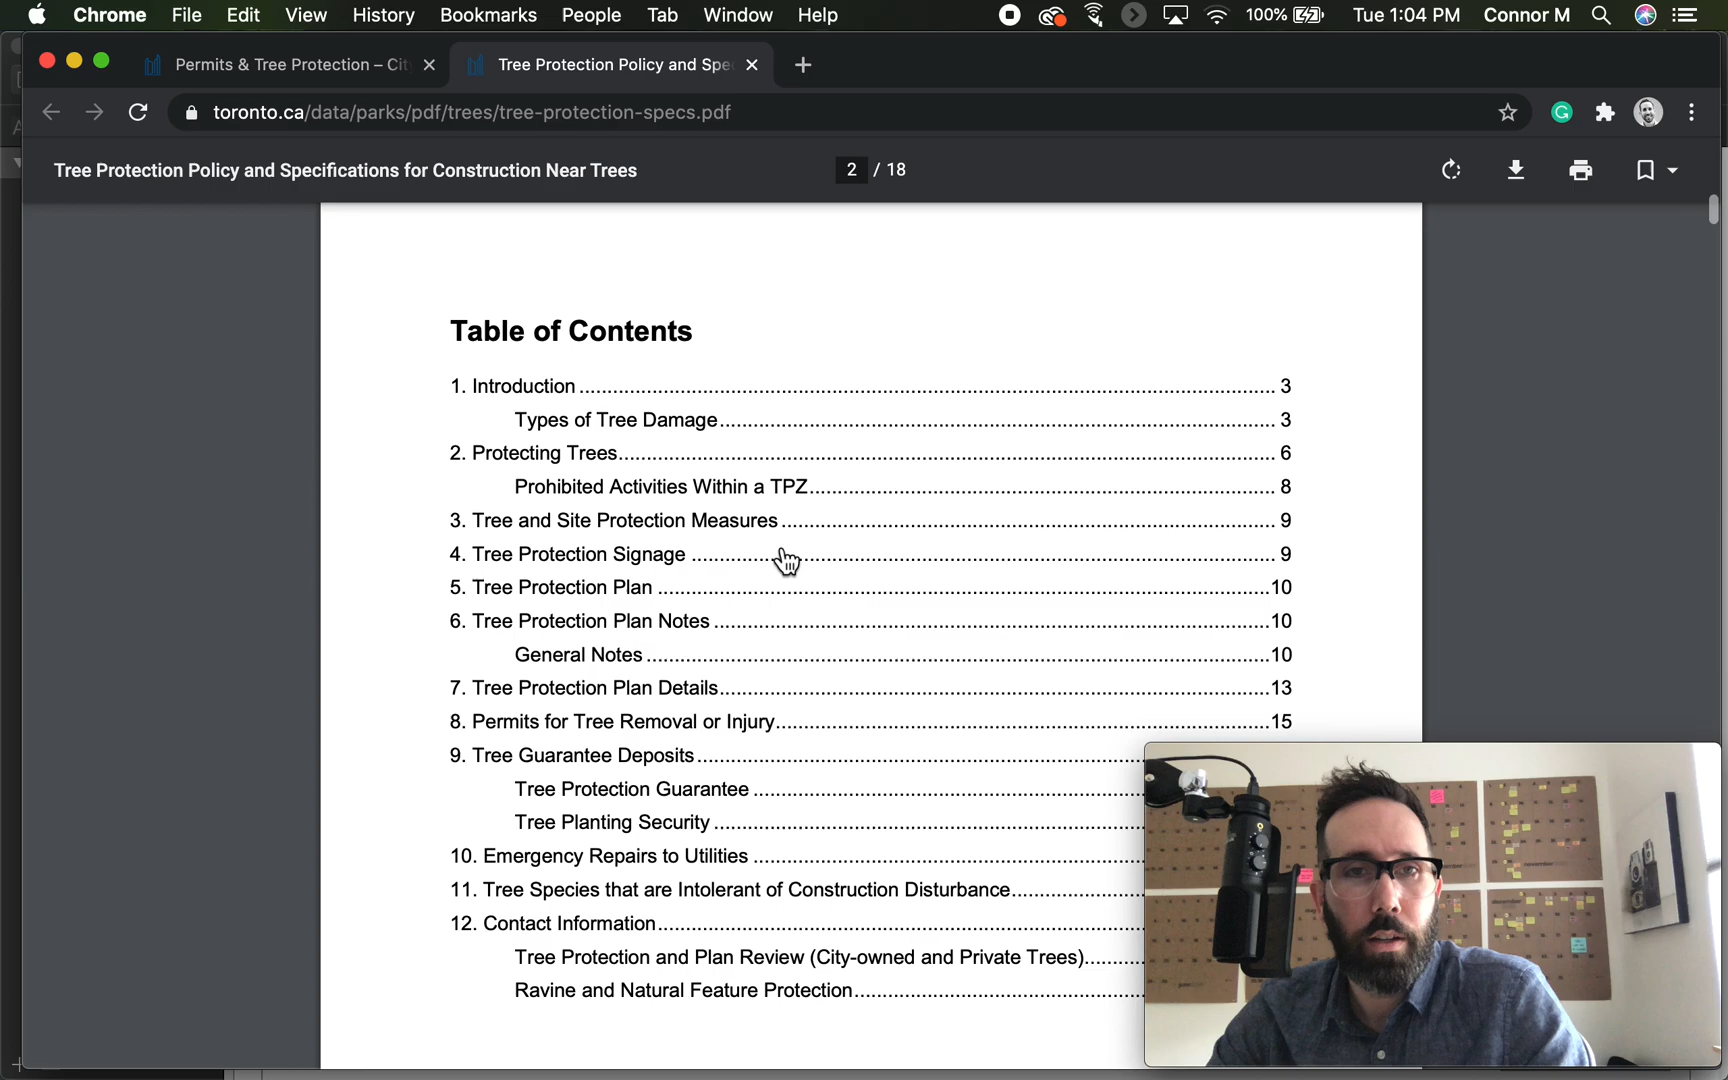 Chrome File Edit View History Bookmarks People Tab Window Help 100% Tue 1:04 PM Connor M
Permits & Tree Protection – City Tree Protection Policy and Spe
toronto.ca/data/parks/pdf/trees/tree-protection-specs.pdf
Tree Protection Policy and Specifications for Construction Near Trees 2 / 18
Table of Contents
1. Introduction 3
Types of Tree Damage 3
2. Protecting Trees 6
Prohibited Activities Within a TPZ 8
3. Tree and Site Protection Measures 9
4. Tree Protection Signage 9
5. Tree Protection Plan 10
6. Tree Protection Plan Notes 10
General Notes 10
7. Tree Protection Plan Details 13
8. Permits for Tree Removal or Injury 15
9. Tree Guarantee Deposits
Tree Protection Guarantee
Tree Planting Security
10. Emergency Repairs to Utilities
11. Tree Species that are Intolerant of Construction Disturbance
12. Contact Information
Tree Protection and Plan Review (City-owned and Private Trees)
Ravine and Natural Feature Protection